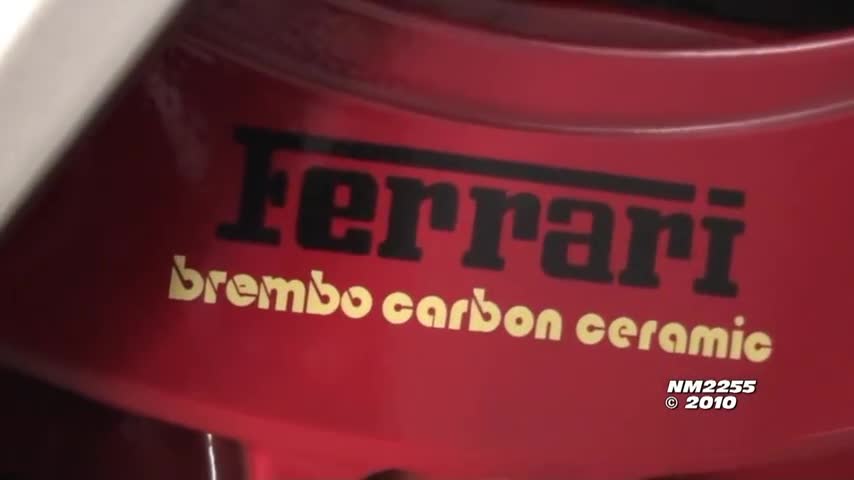 Ferrari
brembo carbon ceramic
NM2255
© 2010